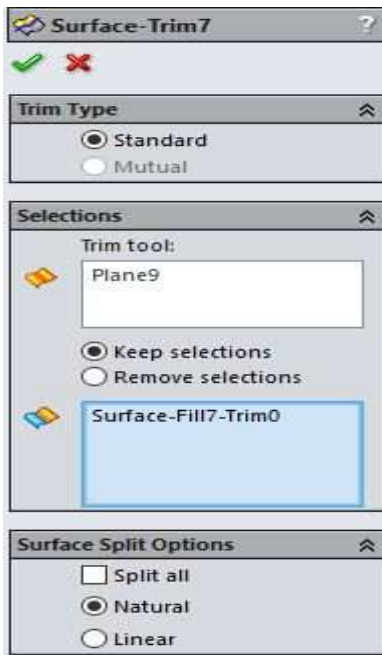 Surface-Trim7 ?
Trim Type
Standard
Mutual
Selections
Trim tool:
Plane9
Keep selections
Remove selections
Surface-Fill7-Trim0
Surface Split Options
Split all
Natural
Linear